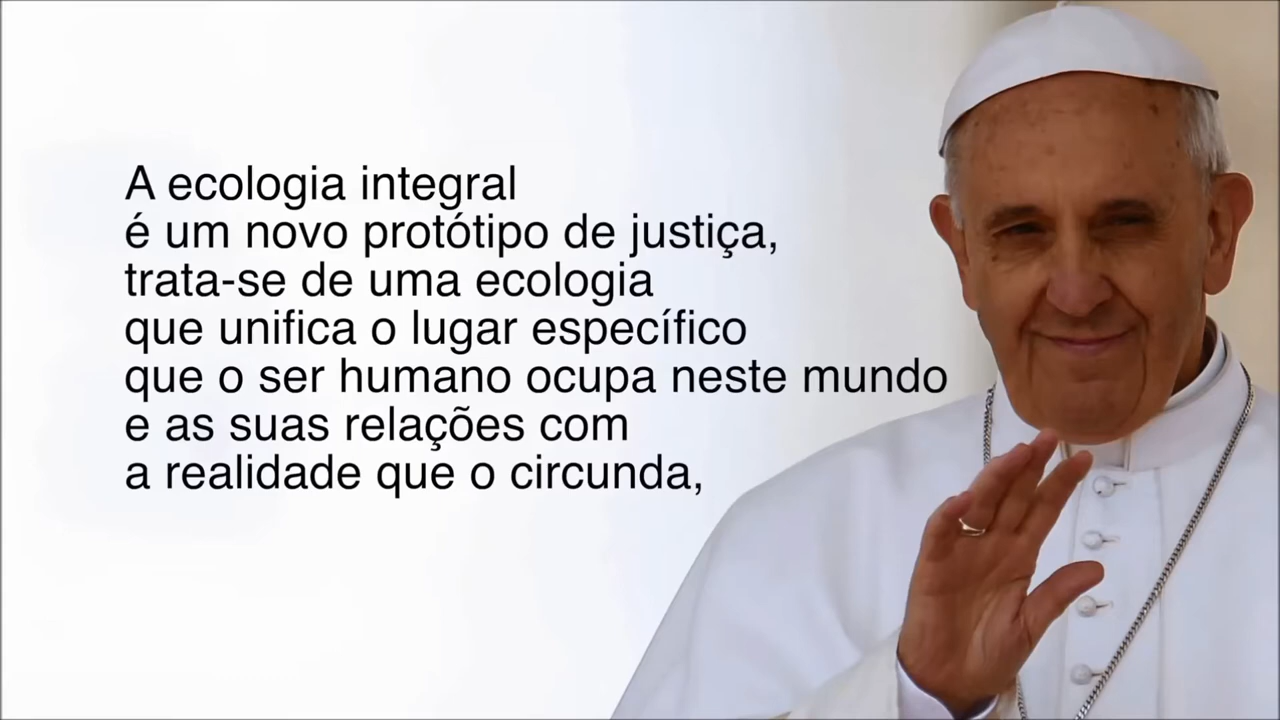 A ecologia integral
é um novo protótipo de justiça,
trata-se de uma ecologia
que unifica o lugar específico
que o ser humano ocupa neste mundo
e as suas relações com
a realidade que o circunda,